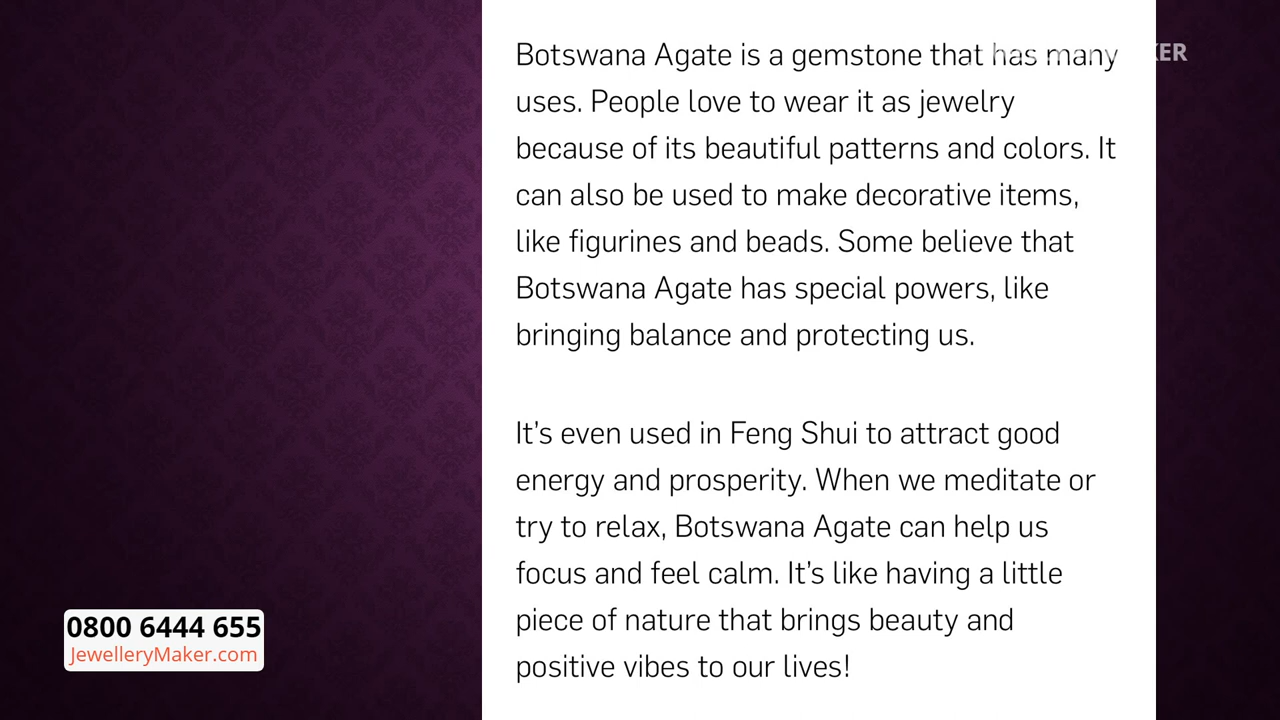 Botswana Agate is a gemstone that has many
uses. People love to wear it as jewelry
because of its beautiful patterns and colors. It
can also be used to make decorative items,
like figurines and beads. Some believe that
Botswana Agate has special powers, like
bringing balance and protecting us.
It's even used in Feng Shui to attract good
energy and prosperity. When we meditate or
try to relax, Botswana Agate can help us
focus and feel calm. It's like having a little
piece of nature that brings beauty and
positive vibes to our lives!
0800 6444 655
JewelleryMaker.com